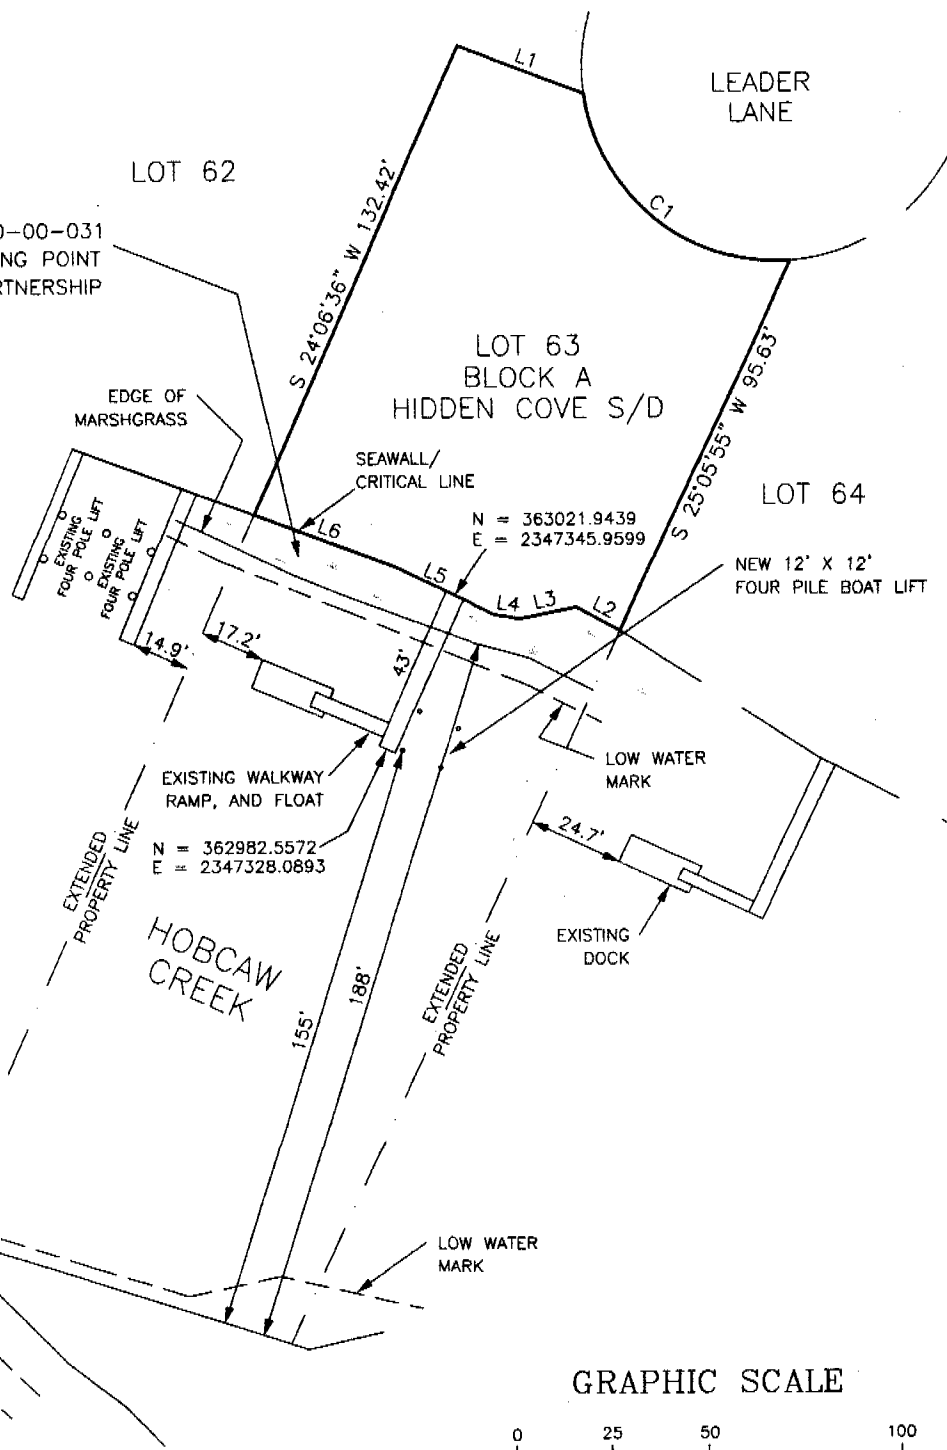 L1
LEADER
LANE
LOT 62
S 24°06'36" W 132.42'
C1
0-00-031
NG POINT
RTNERSHIP
LOT 63
BLOCK A
HIDDEN COVE S/D
S 25°05'55" W 95.63'
EDGE OF
MARSHGRASS
SEAWALL/
CRITICAL LINE
LOT 64
L6
N = 363021.9439
E = 2347345.9599
EXISTING
FOUR POLE LIFT
EXISTING
FOUR POLE LIFT
L5
L4
L3
L2
NEW 12' X 12'
FOUR PILE BOAT LIFT
14.9'
17.2'
43'
EXISTING WALKWAY
RAMP, AND FLOAT
LOW WATER
MARK
N = 362982.5572
E = 2347328.0893
24.7'
EXTENDED
PROPERTY LINE
HOBCAW
CREEK
EXISTING
DOCK
EXTENDED
PROPERTY LINE
155'
188'
LOW WATER
MARK
GRAPHIC SCALE
0 25 50 100